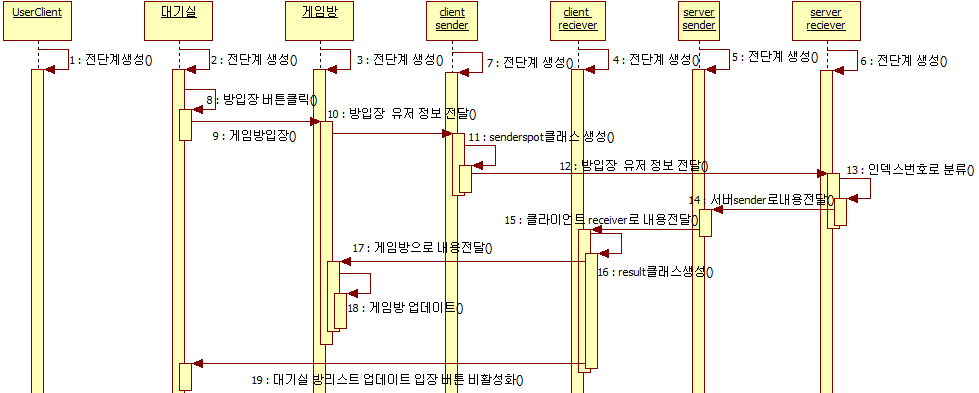 UserClient
대기실
게임방
client
sender
client
reciever
server
sender
server
reciever
1 : 전단계생성()
2 : 전단계 생성()
3 : 전단계 생성()
7 : 전단계 생성()
4 : 전단계 생성()
5 : 전단계 생성()
6 : 전단계 생성()
8 : 방입장 버튼클릭()
9 : 게임방입장()
10 : 방입장 유저 정보 전달()
11 : senderspot클래스 생성()
12 : 방입장 유저 정보 전달()
13 : 인덱스번호로 분류()
14 : 서버sender로내용전달()
15 : 클라이언트receiver로 내용전달()
16 : result클래스생성()
17 : 게임방으로 내용전달()
18 : 게임방 업데이트()
19 : 대기실 방리스트 업데이트 입장 버튼 비활성화()